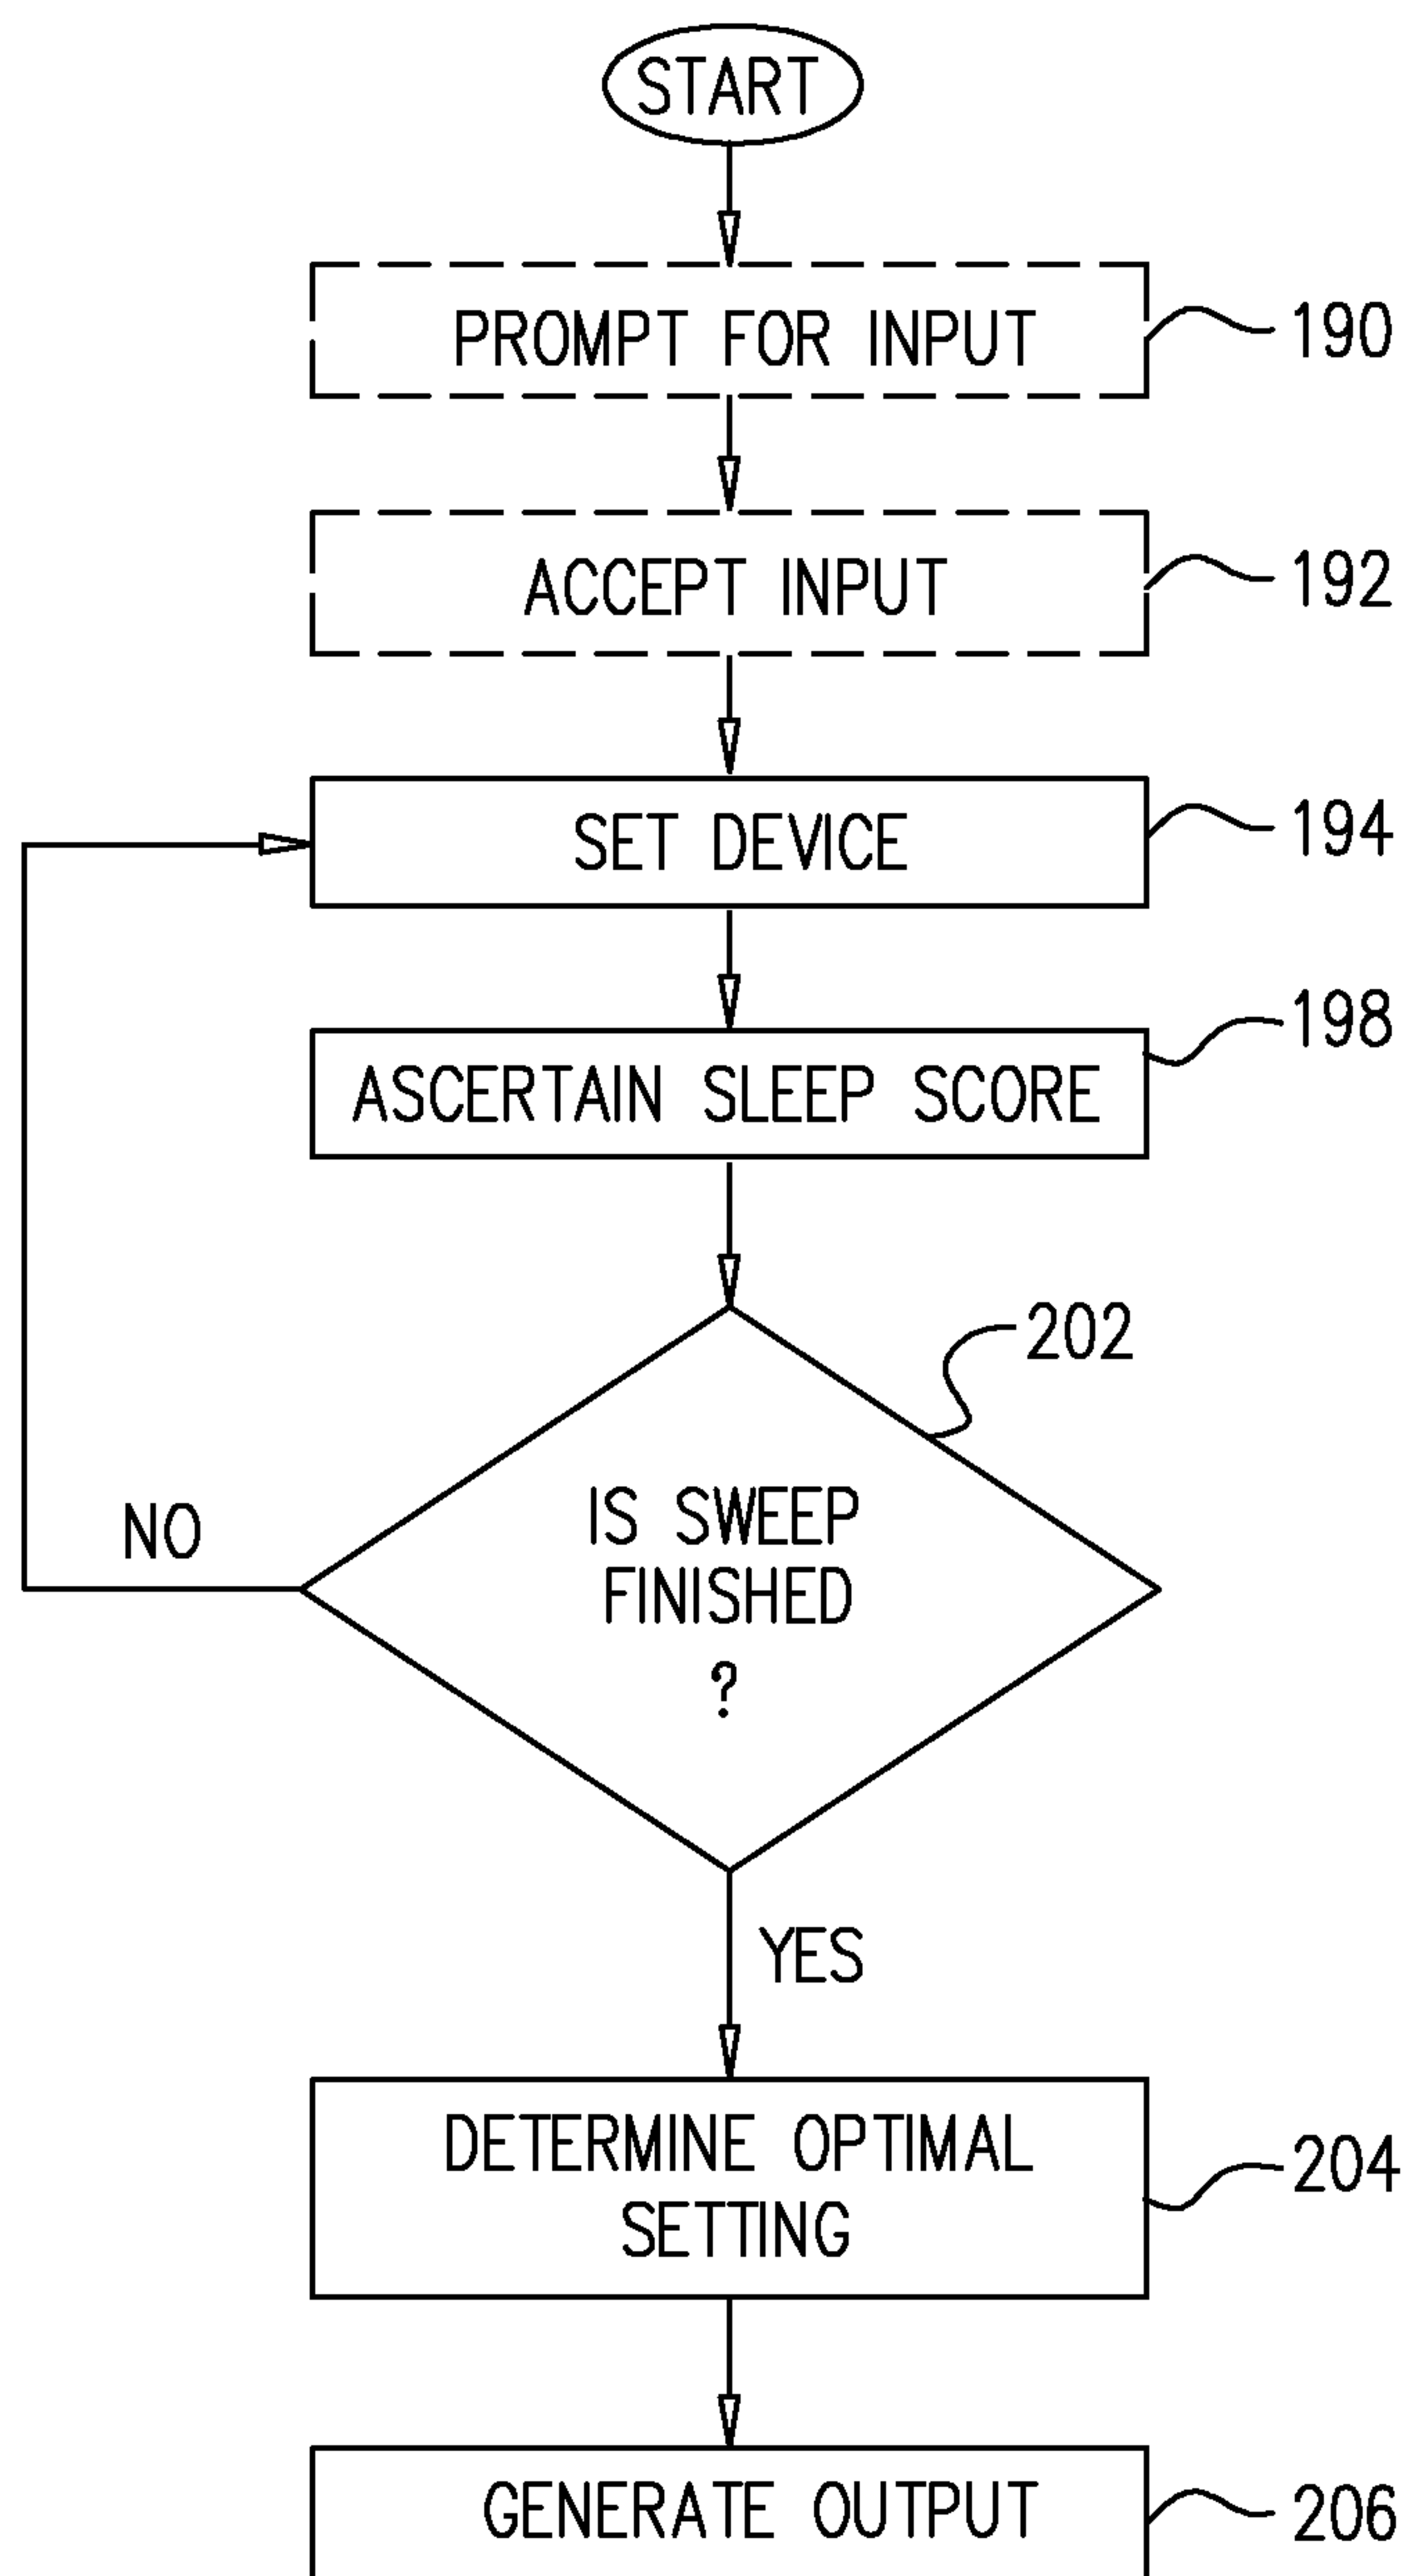 START
PROMPT FOR INPUT
190
ACCEPT INPUT
192
SET DEVICE
194
198
ASCERTAIN SLEEP SCORE
202
IS SWEEP
FINISHED
?
NO
YES
DETERMINE OPTIMAL
SETTING
204
GENERATE OUTPUT
206